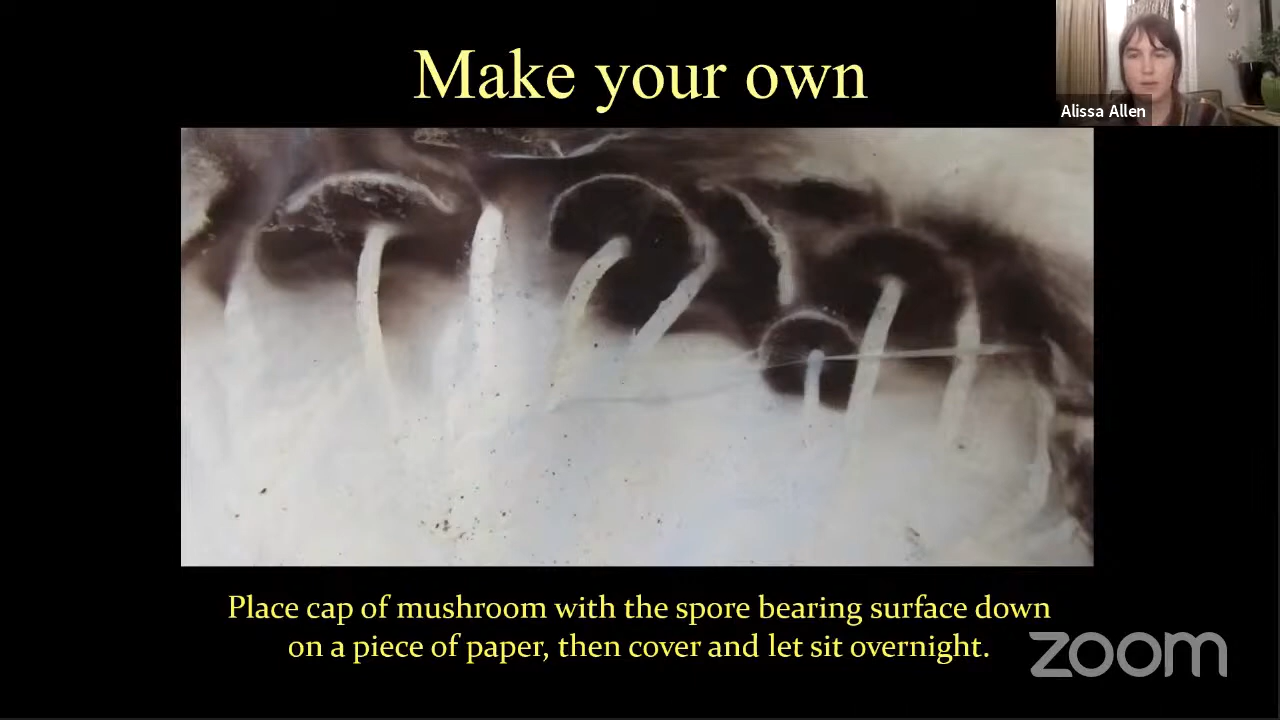 Make your own
Alissa Allen
Place cap of mushroom with the spore bearing surface down
on a piece of paper, then cover and let sit overnight.
zoom